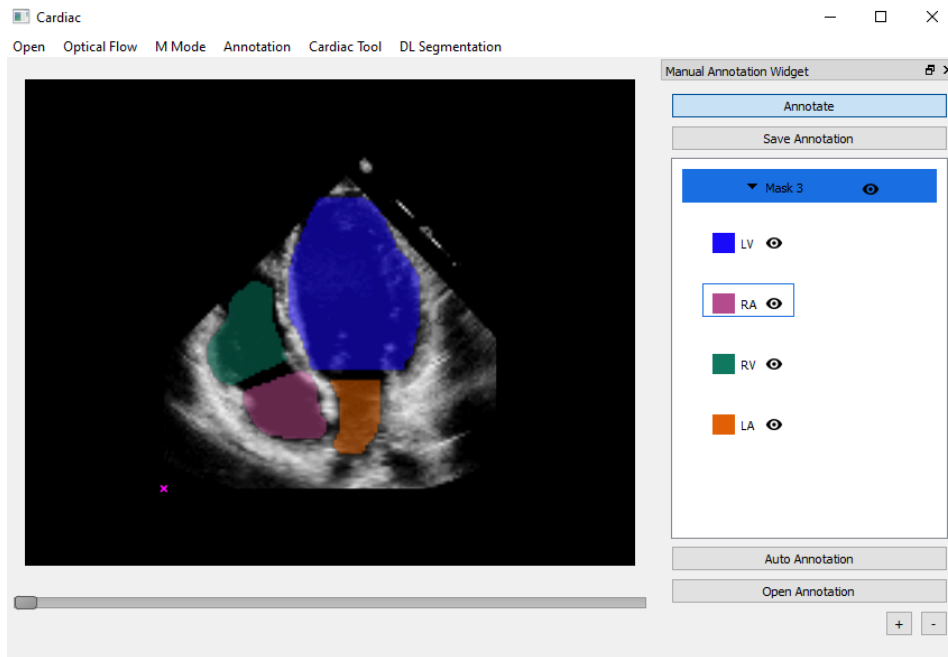 Cardiac
Open Optical Flow M Mode Annotation Cardiac Tool DL Segmentation
Manual Annotation Widget
Annotate
Save Annotation
Mask 3
LV
RA
RV
LA
Auto Annotation
Open Annotation
+ -